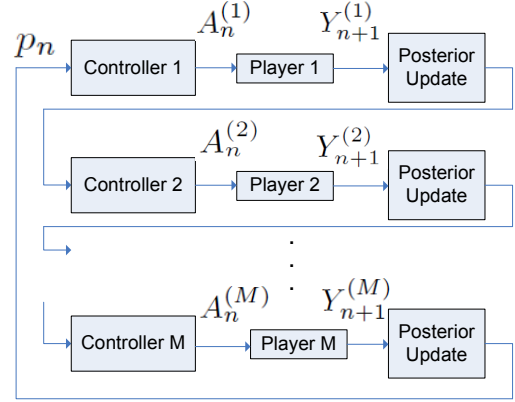 p_n
A_n^{(1)}
Y_{n+1}^{(1)}
Controller 1
Player 1
Posterior
Update
A_n^{(2)}
Y_{n+1}^{(2)}
Controller 2
Player 2
Posterior
Update
.
.
.
A_n^{(M)}
Y_{n+1}^{(M)}
Controller M
Player M
Posterior
Update